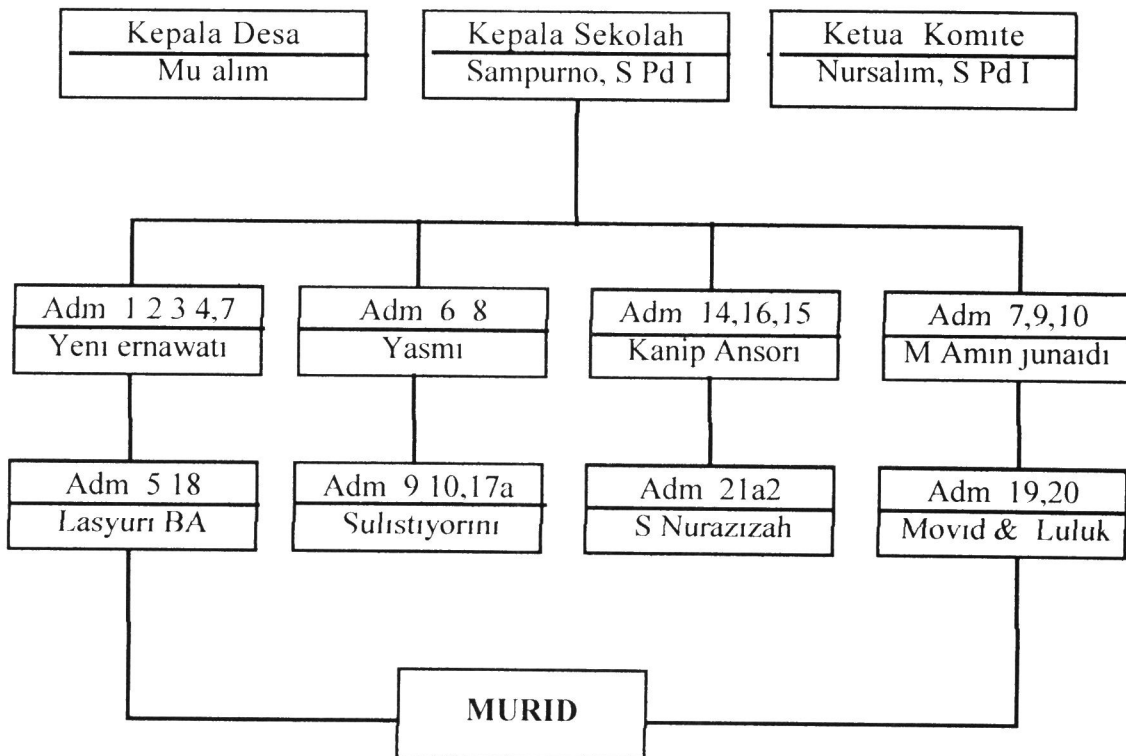 Kepala Desa
Mu alim
Kepala Sekolah
Sampurno, S Pd I
Ketua Komite
Nursalim, S Pd I
Adm 1 2 3 4,7
Yeni ernawati
Adm 6 8
Yasmi
Adm 14,16,15
Kanip Ansori
Adm 7,9,10
M Amin junaidi
Adm 5 18
Lasyuri BA
Adm 9 10,17a
Sulistiyorini
Adm 21a2
S Nurazizah
Adm 19,20
Movid & Luluk
MURID